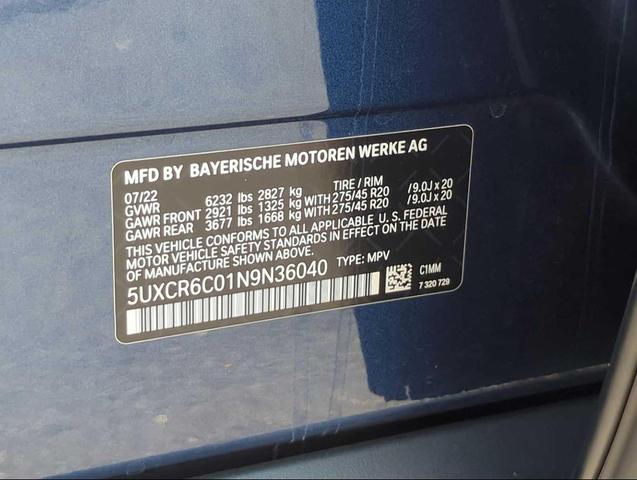 MFD BY BAYERISCHE MOTOREN WERKE AG
07/22 TIRE / RIM
GVWR 6232 lbs 2827 kg
GAWR FRONT 2921 lbs 1325 kg WITH 275/45 R20 / 9.0J x 20
GAWR REAR 3677 lbs 1668 kg WITH 275/45 R20 / 9.0J x 20
THIS VEHICLE CONFORMS TO ALL APPLICABLE U. S. FEDERAL
MOTOR VEHICLE SAFETY STANDARDS IN EFFECT ON THE
DATE OF MANUFACTURE SHOWN ABOVE.
5UXCR6C01N9N36040 TYPE: MPV
C1MM
7 320 729